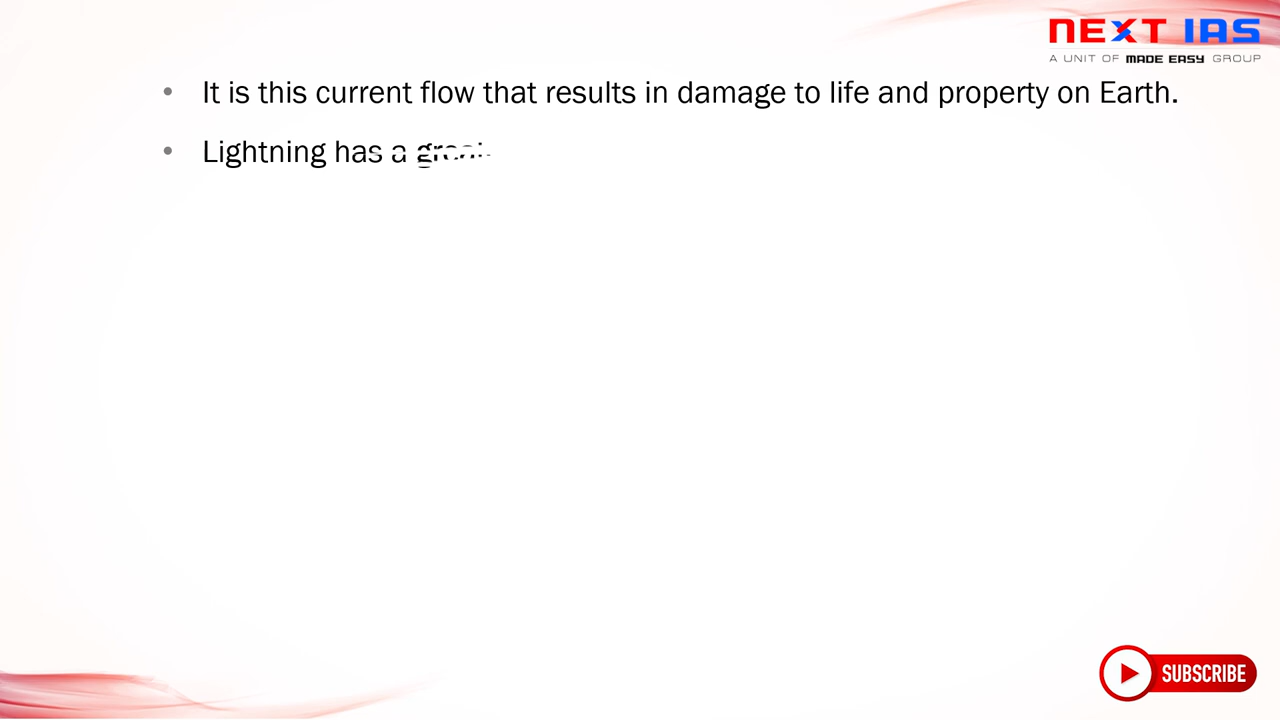 NEXT IAS
A UNIT OF MADE EASY GROUP
• It is this current flow that results in damage to life and property on Earth.
• Lightning has a
SUBSCRIBE